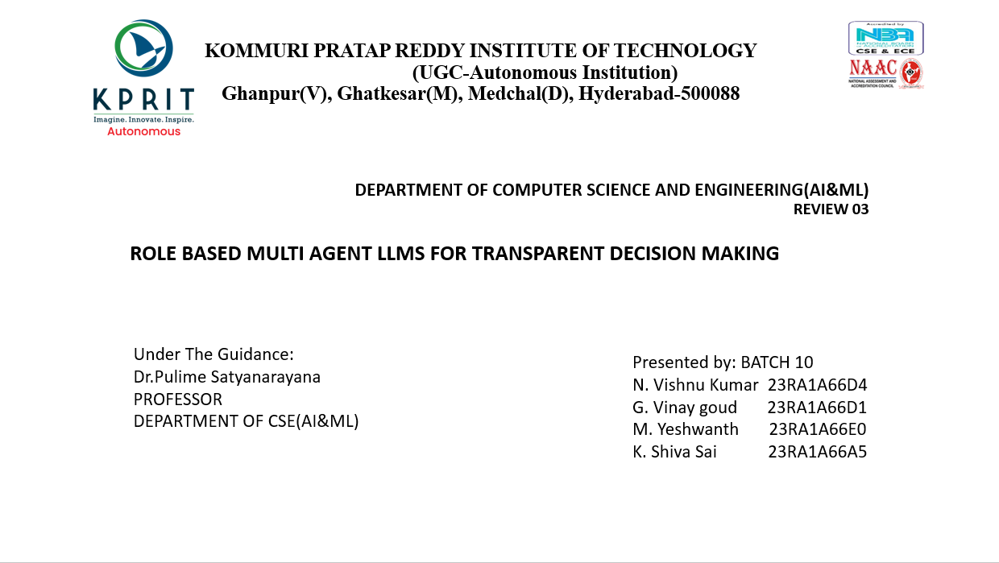 KPRIT
Imagine. Innovate. Inspire.
Autonomous
KOMMURI PRATAP REDDY INSTITUTE OF TECHNOLOGY
(UGC-Autonomous Institution)
Ghanpur(V), Ghatkesar(M), Medchal(D), Hyderabad-500088
Accredited by
NBA
NATIONAL BOARD
OF ACCREDITATION
CSE & ECE
NAAC
NATIONAL ASSESSMENT AND
ACCREDITATION COUNCIL
DEPARTMENT OF COMPUTER SCIENCE AND ENGINEERING(AI&ML)
REVIEW 03
ROLE BASED MULTI AGENT LLMS FOR TRANSPARENT DECISION MAKING
Under The Guidance:
Dr.Pulime Satyanarayana
PROFESSOR
DEPARTMENT OF CSE(AI&ML)
Presented by: BATCH 10
N. Vishnu Kumar 23RA1A66D4
G. Vinay goud 23RA1A66D1
M. Yeshwanth 23RA1A66E0
K. Shiva Sai 23RA1A66A5